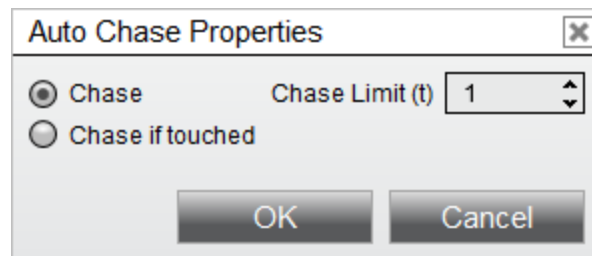 Auto Chase Properties
Chase Chase Limit (t) 1
Chase if touched
OK Cancel